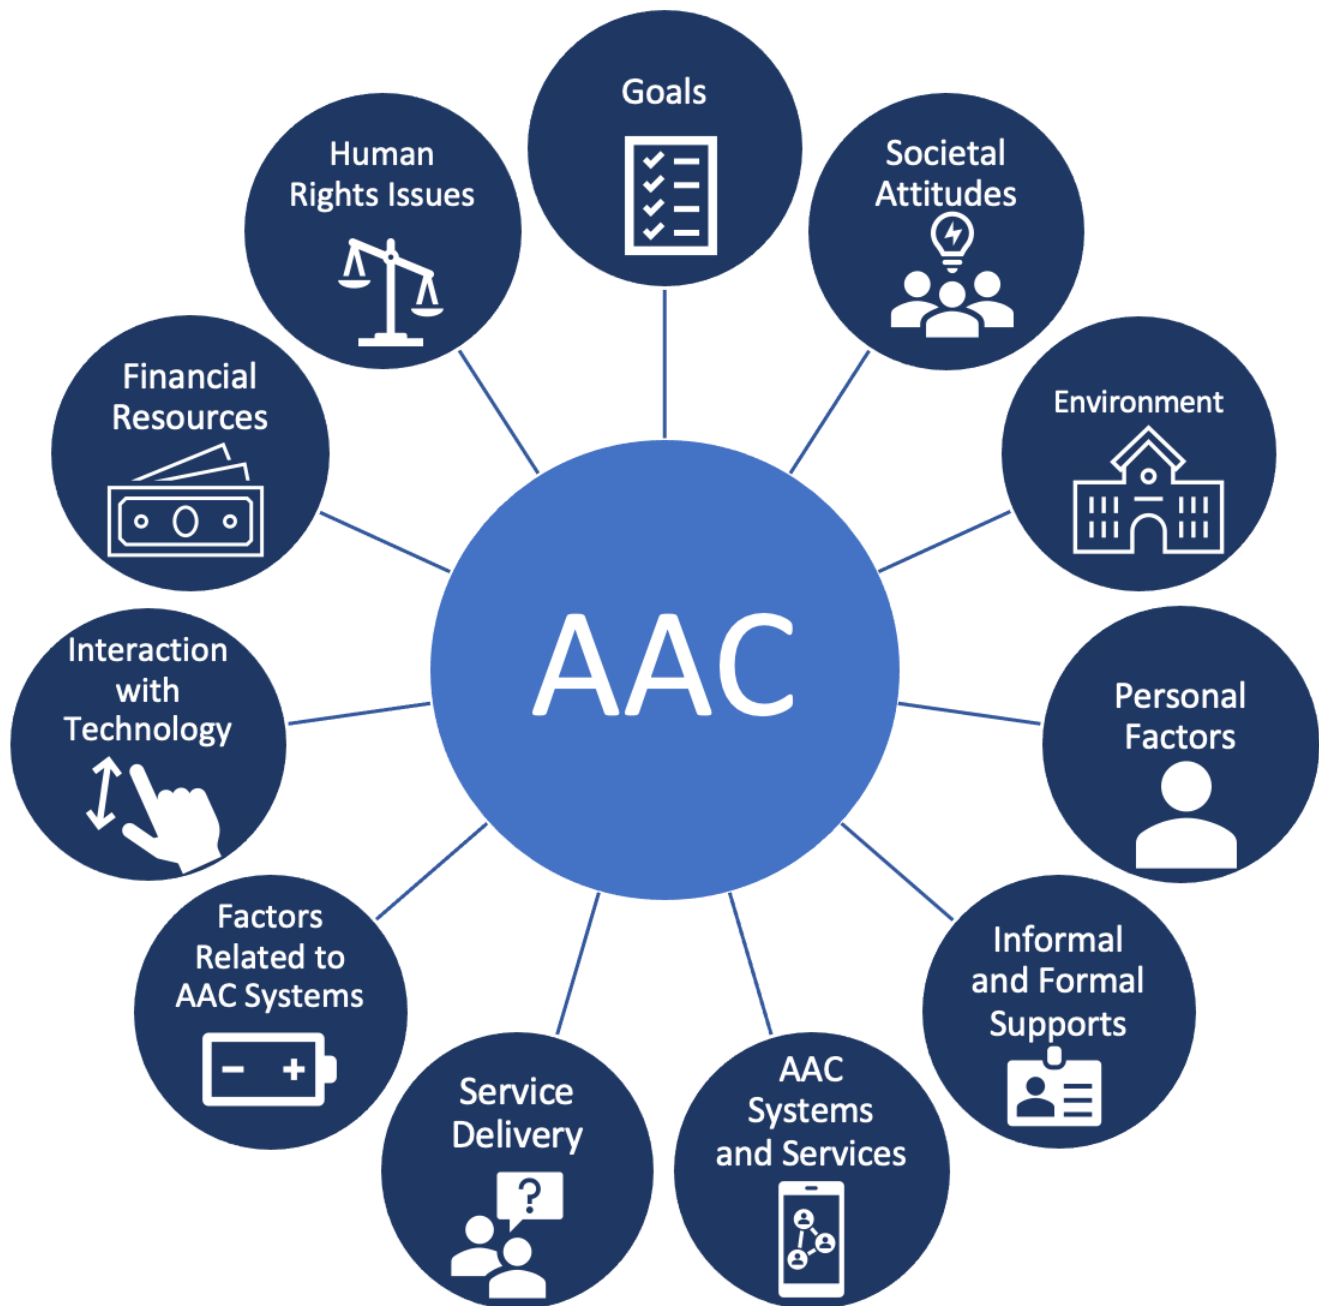 Goals
Societal
Attitudes
Environment
Personal
Factors
Informal
and Formal
Supports
AAC
Systems
and Services
Service
Delivery
?
Factors
Related to
AAC Systems
- +
Interaction
with
Technology
Financial
Resources
Human
Rights Issues
AAC